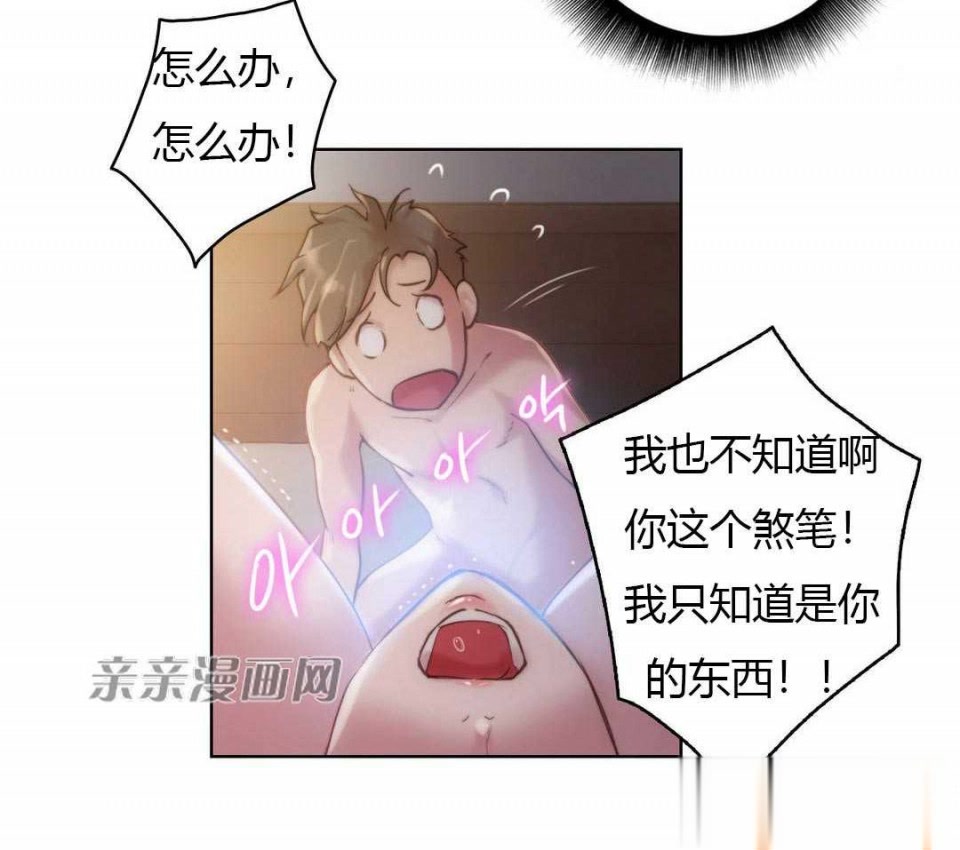 怎么办，
怎么办！
아 아 아 악
我也不知道啊
你这个煞笔！
我只知道是你
的东西！！
亲亲漫画网